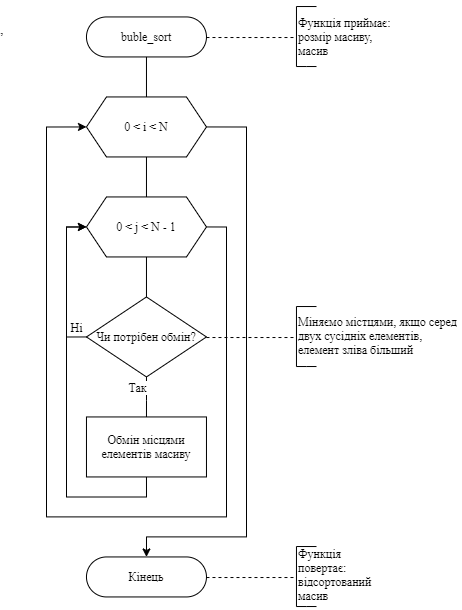 ,
buble_sort
Функція приймає:
розмір масиву,
масив
0 < i < N
0 < j < N - 1
Ні
Чи потрібен обмін?
Міняємо містцями, якщо серед
двух сусідніх елементів,
елемент зліва більший
Так
Обмін місцями
елементів масиву
Кінець
Функція
повертає:
відсортований
масив